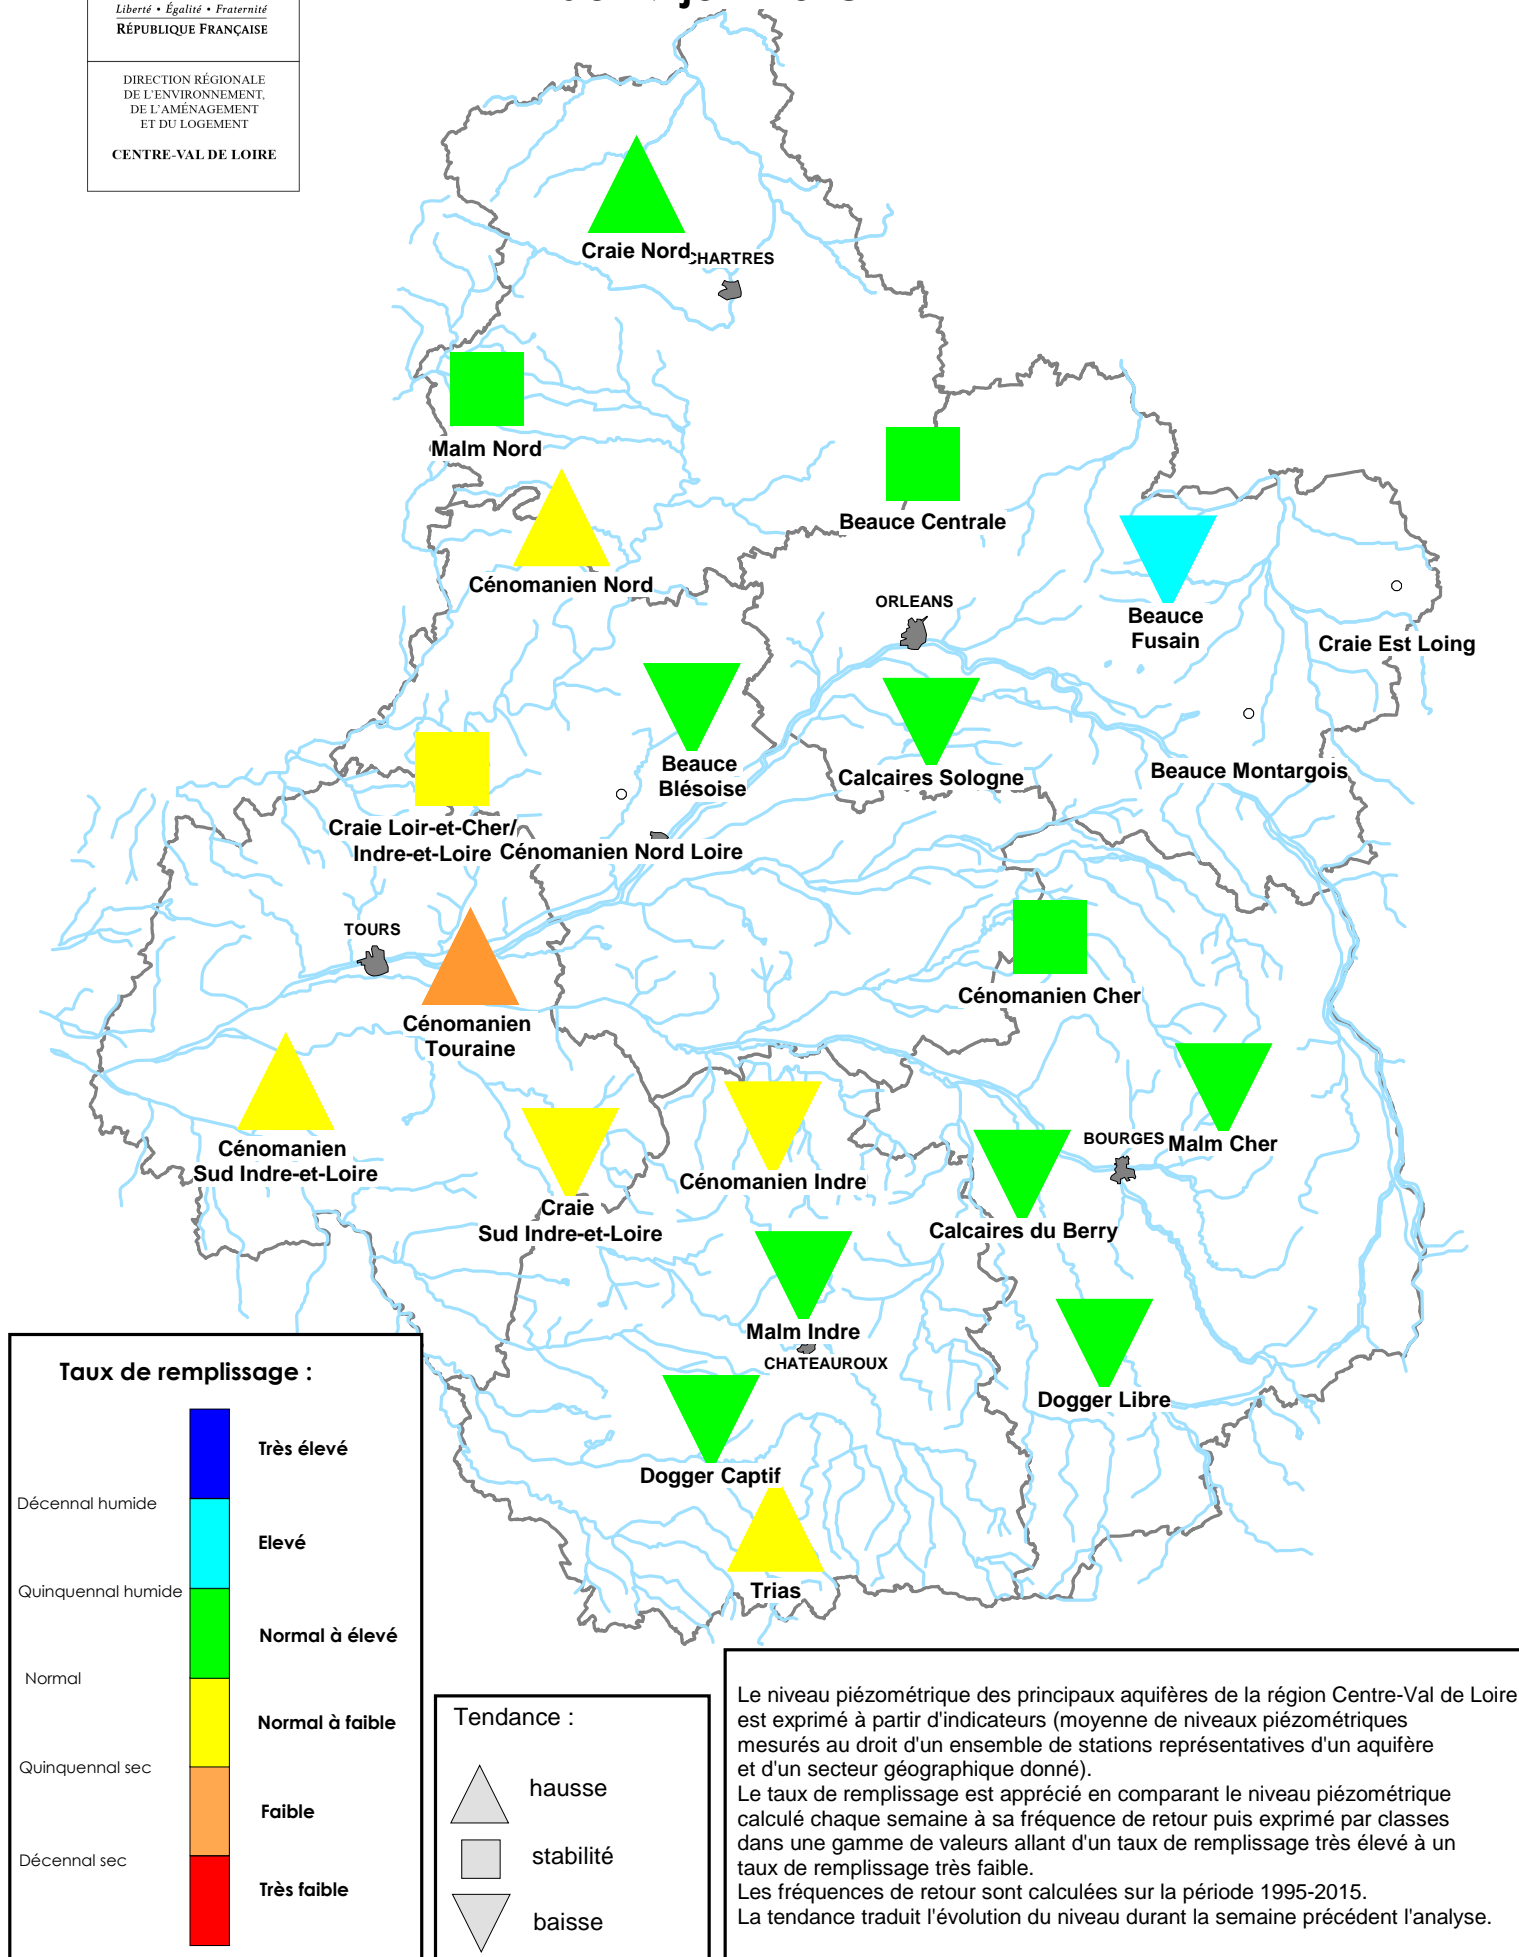 Liberté • Égalité • Fraternité
RÉPUBLIQUE FRANÇAISE
DIRECTION RÉGIONALE
DE L'ENVIRONNEMENT,
DE L'AMÉNAGEMENT
ET DU LOGEMENT
CENTRE-VAL DE LOIRE
Craie Nord
CHARTRES
Malm Nord
Beauce Centrale
Cénomanien Nord
ORLEANS
Beauce
Fusain
Craie Est Loing
Beauce
Blésoise
Calcaires Sologne
Beauce Montargois
Craie Loir-et-Cher/
Indre-et-Loire
Cénomanien Nord Loire
TOURS
Cénomanien Cher
Cénomanien
Touraine
Cénomanien
Sud Indre-et-Loire
Craie
Sud Indre-et-Loire
Cénomanien Indre
BOURGES
Malm Cher
Calcaires du Berry
Malm Indre
CHATEAUROUX
Dogger Libre
Dogger Captif
Trias
Taux de remplissage :
Très élevé
Décennal humide
Elevé
Quinquennal humide
Normal à élevé
Normal
Normal à faible
Quinquennal sec
Faible
Décennal sec
Très faible
Tendance :
hausse
stabilité
baisse
Le niveau piézométrique des principaux aquifères de la région Centre-Val de Loire
est exprimé à partir d'indicateurs (moyenne de niveaux piézométriques
mesurés au droit d'un ensemble de stations représentatives d'un aquifère
et d'un secteur géographique donné).
Le taux de remplissage est apprécié en comparant le niveau piézométrique
calculé chaque semaine à sa fréquence de retour puis exprimé par classes
dans une gamme de valeurs allant d'un taux de remplissage très élevé à un
taux de remplissage très faible.
Les fréquences de retour sont calculées sur la période 1995-2015.
La tendance traduit l'évolution du niveau durant la semaine précédent l'analyse.